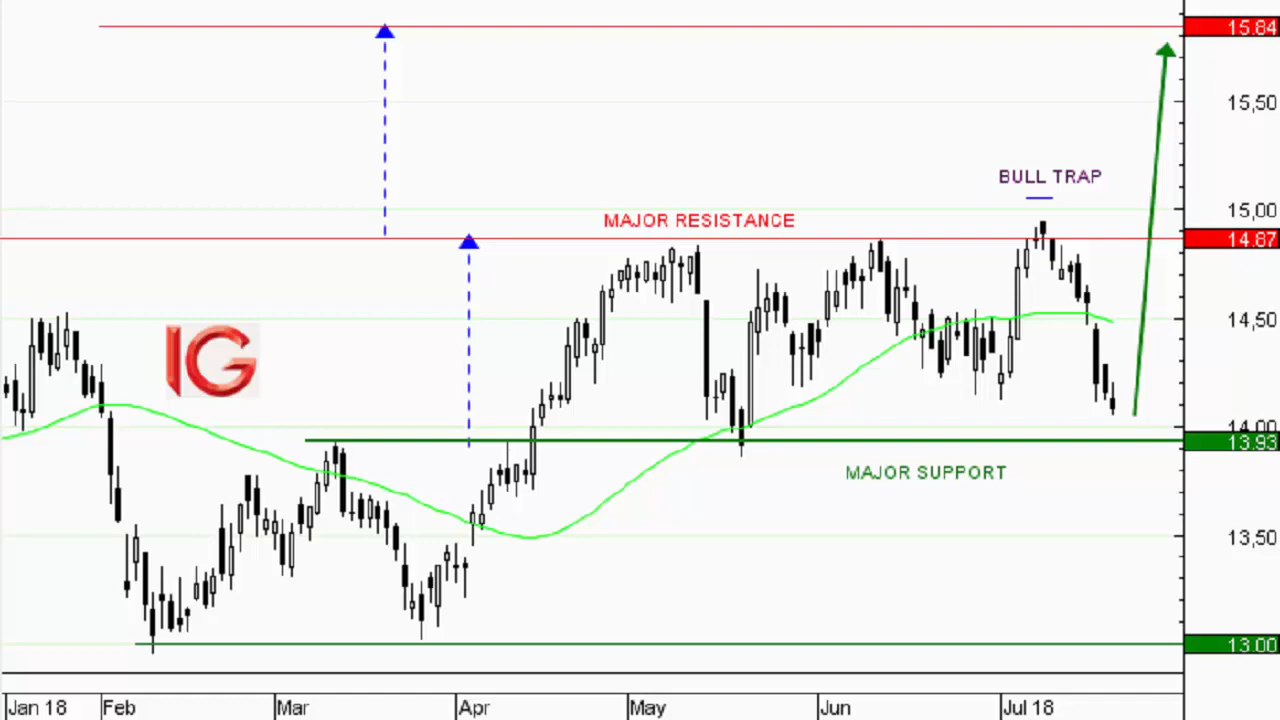 15.84
15,50
BULL TRAP
15,00
MAJOR RESISTANCE
14.87
14,50
IG
14,00
13.93
MAJOR SUPPORT
13,50
13.00
Jan 18 Feb Mar Apr May Jun Jul 18